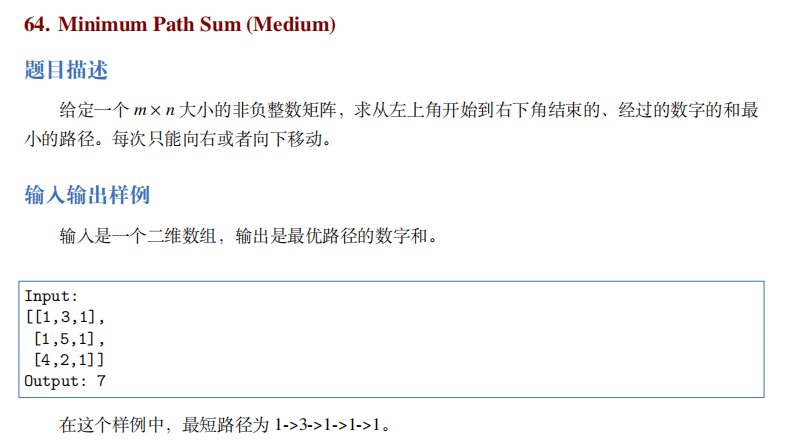 64. Minimum Path Sum (Medium)
题目描述
给定一个 m × n 大小的非负整数矩阵，求从左上角开始到右下角结束的、经过的数字的和最
小的路径。每次只能向右或者向下移动。
输入输出样例
输入是一个二维数组，输出是最优路径的数字和。
Input:
[[1,3,1],
[1,5,1],
[4,2,1]]
Output: 7
在这个样例中，最短路径为 1->3->1->1->1。